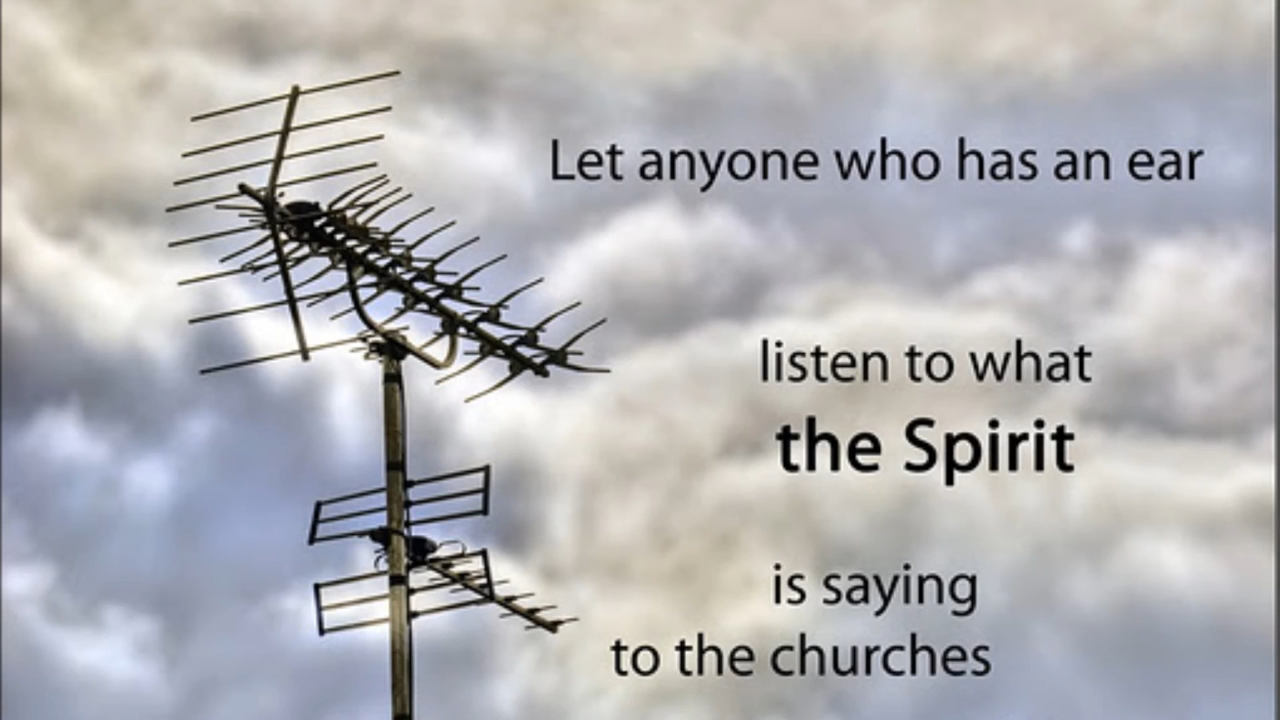 Let anyone who has an ear
listen to what
the Spirit
is saying
to the churches